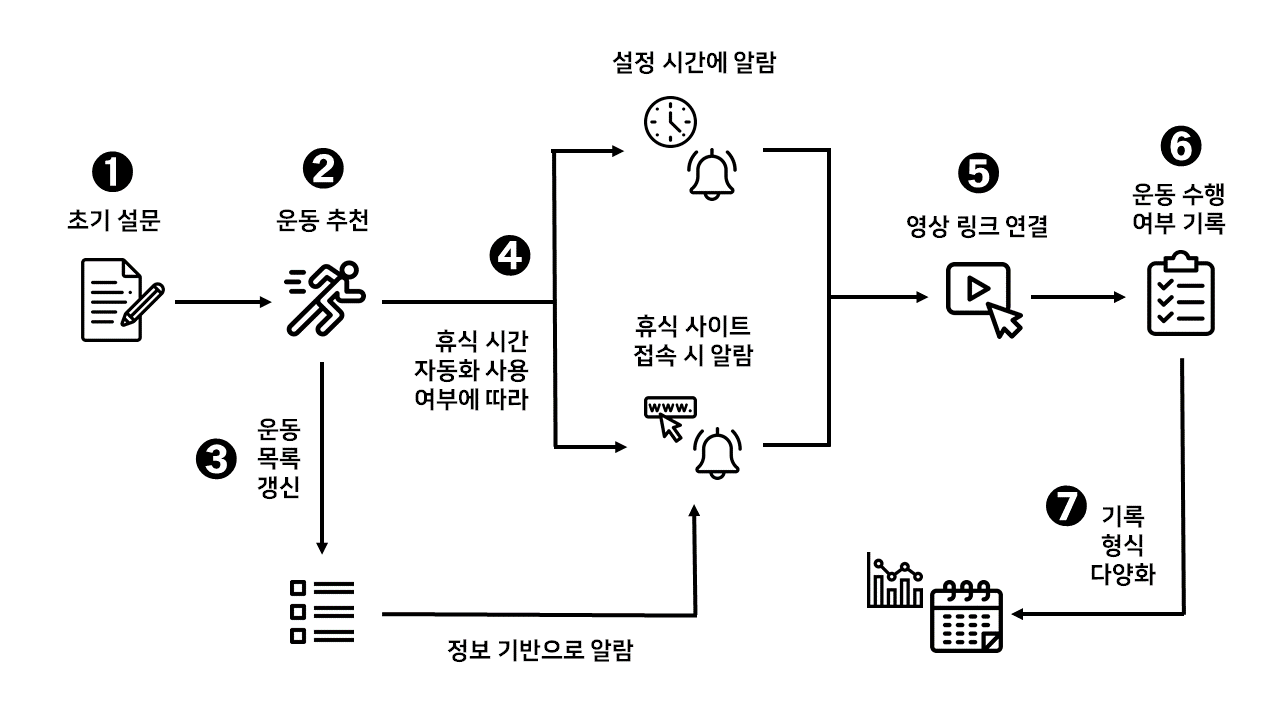 1
초기 설문
2
운동 추천
3
운동
목록
갱신
4
휴식 시간
자동화 사용
여부에 따라
설정 시간에 알람
휴식 사이트
접속 시 알람
www.
정보 기반으로 알람
5
영상 링크 연결
6
운동 수행
여부 기록
7
기록
형식
다양화